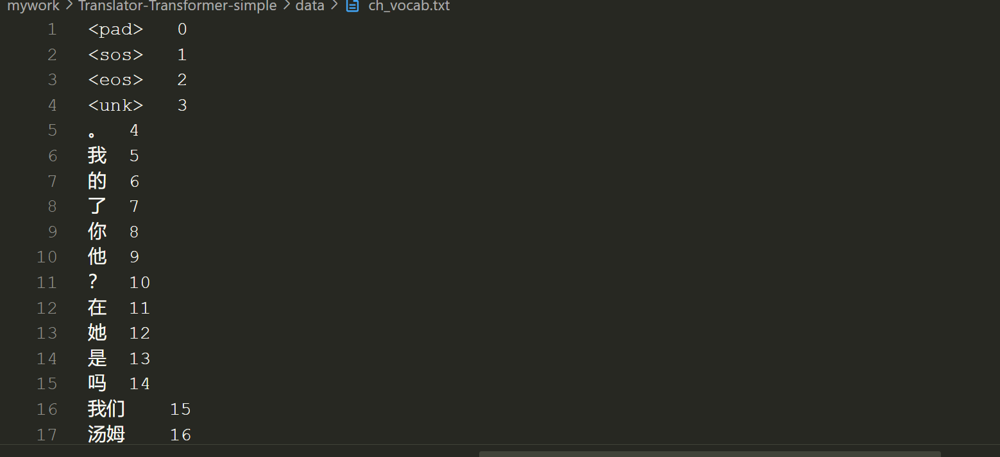 mywork > Translator-Transformer-simple > data > ch_vocab.txt
1 <pad> 0
2 <sos> 1
3 <eos> 2
4 <unk> 3
5 。 4
6 我 5
7 的 6
8 了 7
9 你 8
10 他 9
11 ？ 10
12 在 11
13 她 12
14 是 13
15 吗 14
16 我们 15
17 汤姆 16